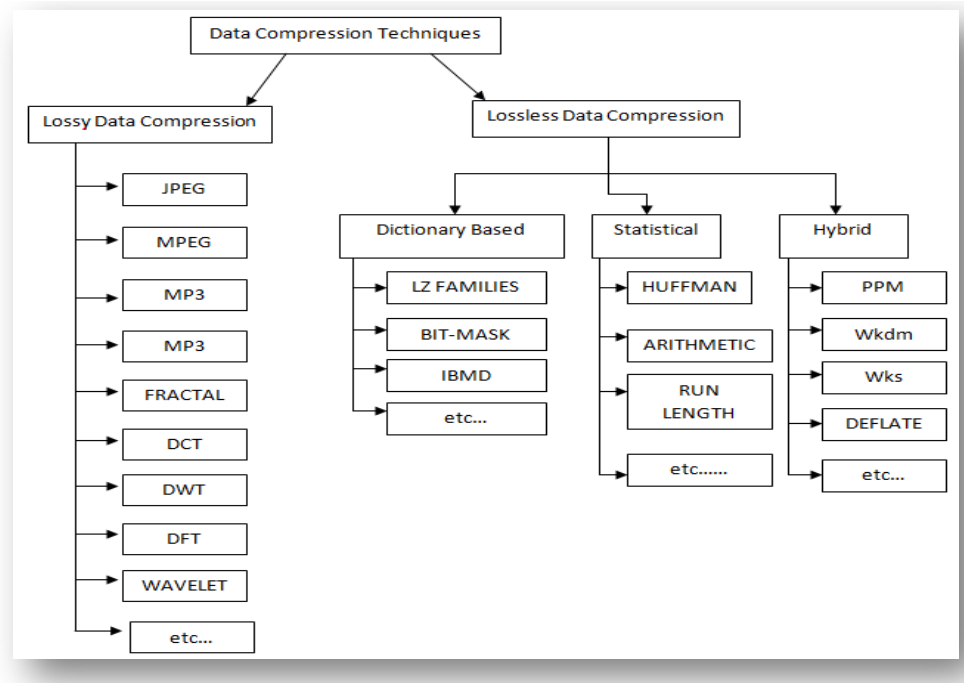 Data Compression Techniques
Lossy Data Compression
JPEG
MPEG
MP3
MP3
FRACTAL
DCT
DWT
DFT
WAVELET
etc...
Lossless Data Compression
Dictionary Based
LZ FAMILIES
BIT-MASK
IBMD
etc...
Statistical
HUFFMAN
ARITHMETIC
RUN
LENGTH
etc......
Hybrid
PPM
Wkdm
Wks
DEFLATE
etc...